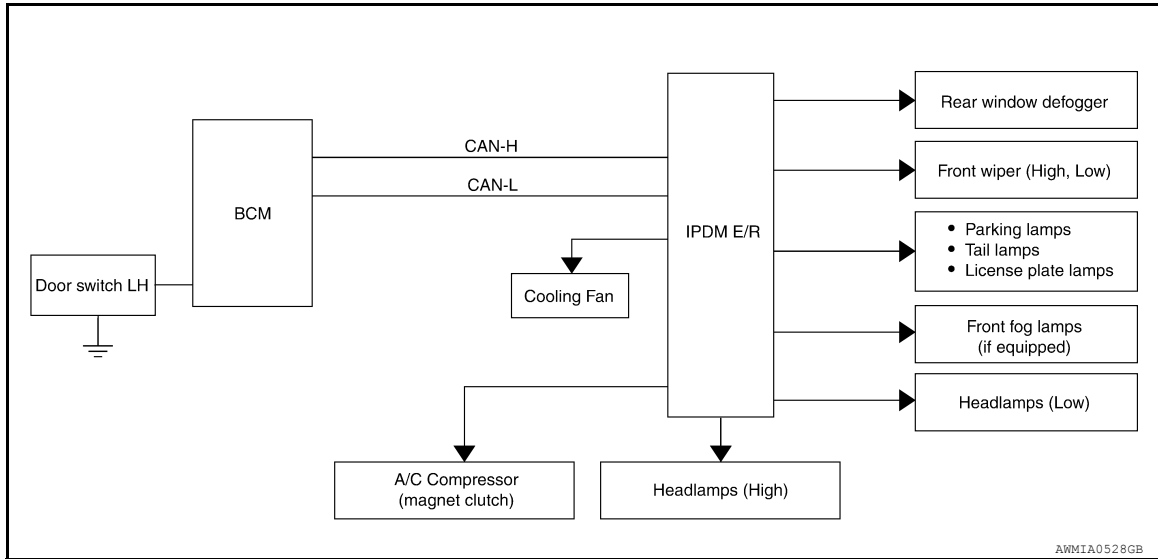 Rear window defogger
CAN-H
Front wiper (High, Low)
CAN-L
BCM
IPDM E/R
• Parking lamps
• Tail lamps
• License plate lamps
Door switch LH
Cooling Fan
Front fog lamps
(if equipped)
Headlamps (Low)
A/C Compressor
(magnet clutch)
Headlamps (High)
AWMIA0528GB